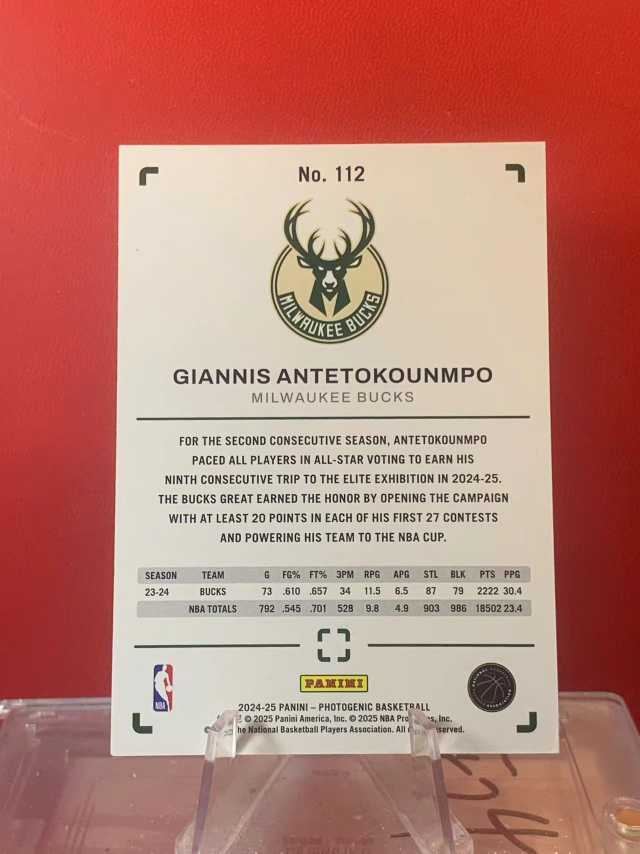 No. 112
MILWAUKEE BUCKS
GIANNIS ANTETOKOUNMPO
MILWAUKEE BUCKS
FOR THE SECOND CONSECUTIVE SEASON, ANTETOKOUNMPO
PACED ALL PLAYERS IN ALL-STAR VOTING TO EARN HIS
NINTH CONSECUTIVE TRIP TO THE ELITE EXHIBITION IN 2024-25.
THE BUCKS GREAT EARNED THE HONOR BY OPENING THE CAMPAIGN
WITH AT LEAST 20 POINTS IN EACH OF HIS FIRST 27 CONTESTS
AND POWERING HIS TEAM TO THE NBA CUP.
SEASON TEAM G FG% FT% 3PM RPG APG STL BLK PTS PPG
23-24 BUCKS 73 .610 .657 34 11.5 6.5 87 79 2222 30.4
NBA TOTALS 792 .545 .701 528 9.8 4.9 903 986 18502 23.4
PANINI
NBA
2024-25 PANINI – PHOTOGENIC BASKETBALL
© 2025 Panini America, Inc. © 2025 NBA Inc.
National Basketball Players Association. All